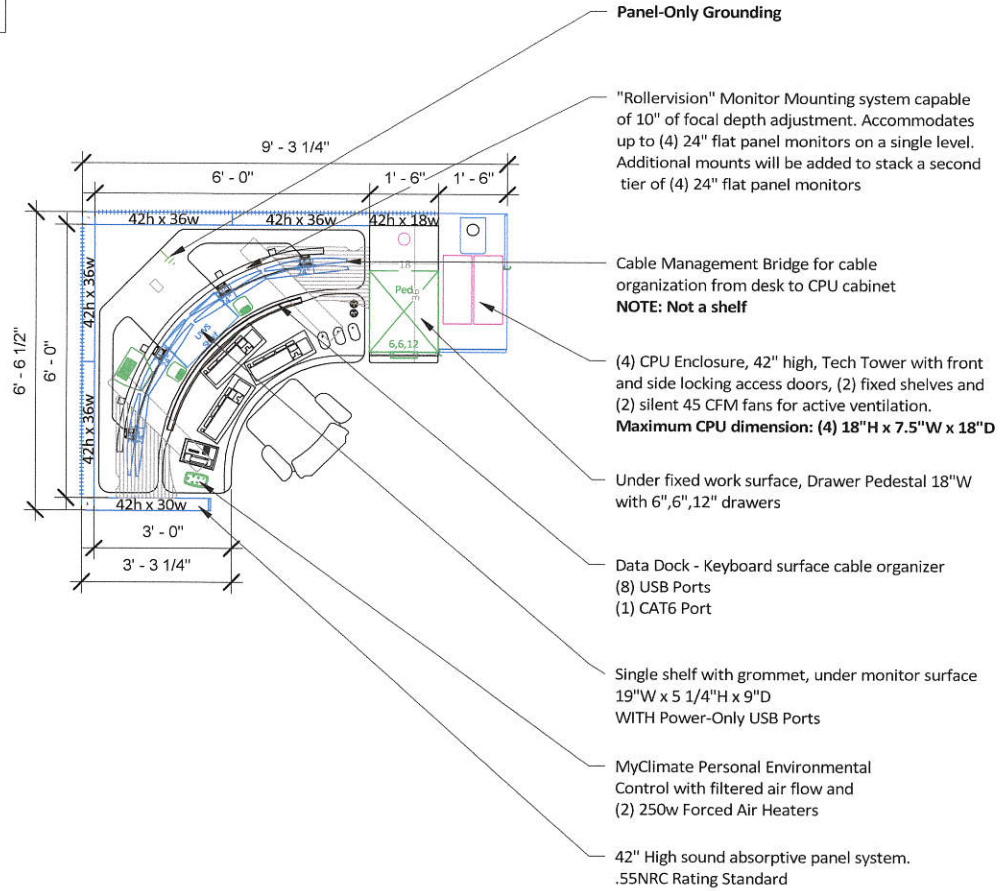 Panel-Only Grounding
"Rollervision" Monitor Mounting system capable
of 10" of focal depth adjustment. Accommodates
up to (4) 24" flat panel monitors on a single level.
Additional mounts will be added to stack a second
tier of (4) 24" flat panel monitors
9' - 3 1/4"
6' - 0"
1' - 6"
1' - 6"
42h x 36w
42h x 36w
42h x 18w
Cable Management Bridge for cable
organization from desk to CPU cabinet
NOTE: Not a shelf
18
Ped
36
6,6,12
42h x 36w
42h x 36w
6' - 6 1/2"
6' - 0"
(4) CPU Enclosure, 42" high, Tech Tower with front
and side locking access doors, (2) fixed shelves and
(2) silent 45 CFM fans for active ventilation.
Maximum CPU dimension: (4) 18"H x 7.5"W x 18"D
Under fixed work surface, Drawer Pedestal 18"W
with 6",6",12" drawers
42h x 30w
3' - 0"
3' - 3 1/4"
Data Dock - Keyboard surface cable organizer
(8) USB Ports
(1) CAT6 Port
Single shelf with grommet, under monitor surface
19"W x 5 1/4"H x 9"D
WITH Power-Only USB Ports
MyClimate Personal Environmental
Control with filtered air flow and
(2) 250w Forced Air Heaters
42" High sound absorptive panel system.
.55NRC Rating Standard